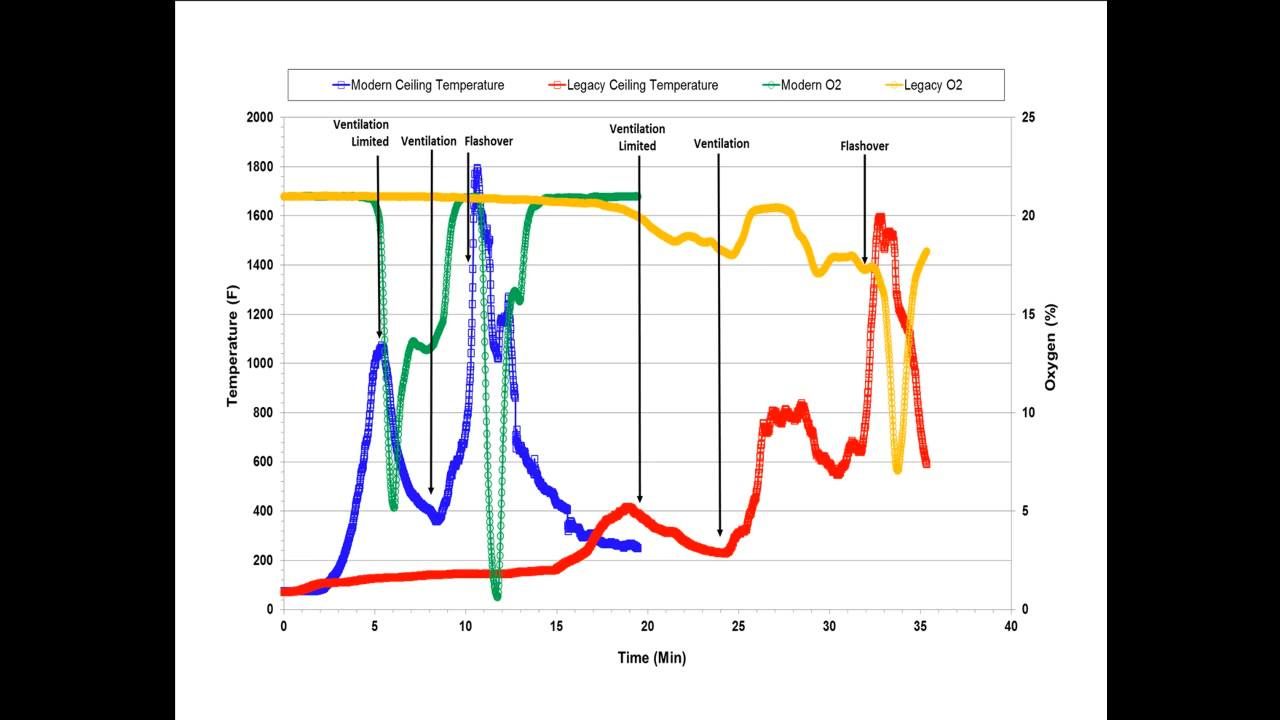 Modern Ceiling Temperature Legacy Ceiling Temperature Modern O2 Legacy O2
Ventilation Limited
Ventilation
Flashover
Ventilation Limited
Ventilation
Flashover
2000
1800
1600
1400
1200
1000
800
600
400
200
0
Temperature (F)
25
20
15
10
5
0
Oxygen (%)
0 5 10 15 20 25 30 35 40
Time (Min)